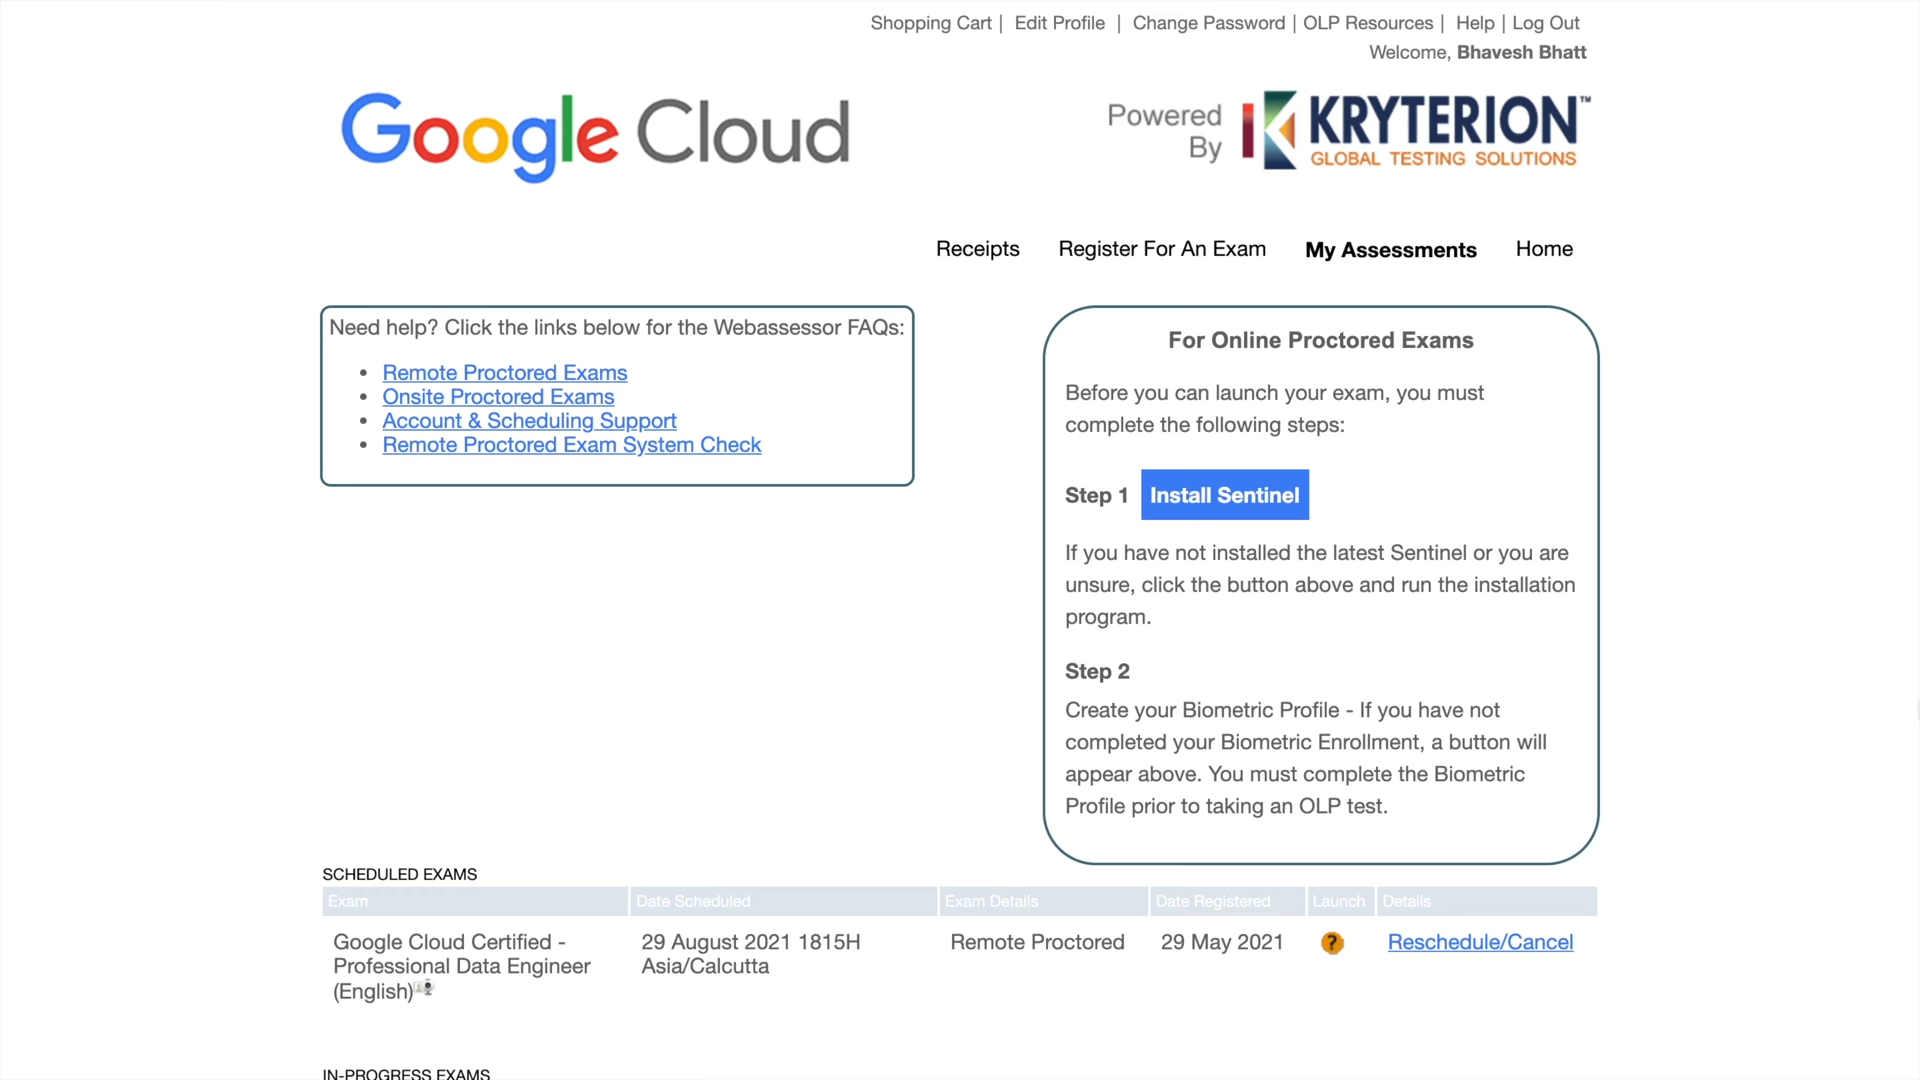 Shopping Cart | Edit Profile | Change Password | OLP Resources | Help | Log Out
Welcome, Bhavesh Bhatt
Google Cloud
Powered By
KRYTERION™
GLOBAL TESTING SOLUTIONS
Receipts Register For An Exam My Assessments Home
Need help? Click the links below for the Webassessor FAQs:
• Remote Proctored Exams
• Onsite Proctored Exams
• Account & Scheduling Support
• Remote Proctored Exam System Check
For Online Proctored Exams
Before you can launch your exam, you must
complete the following steps:
Step 1 Install Sentinel
If you have not installed the latest Sentinel or you are
unsure, click the button above and run the installation
program.
Step 2
Create your Biometric Profile - If you have not
completed your Biometric Enrollment, a button will
appear above. You must complete the Biometric
Profile prior to taking an OLP test.
SCHEDULED EXAMS
Exam Date Scheduled Exam Details Date Registered Launch Details
Google Cloud Certified - 29 August 2021 1815H Remote Proctored 29 May 2021 ? Reschedule/Cancel
Professional Data Engineer Asia/Calcutta
(English)
IN-PROGRESS EXAMS